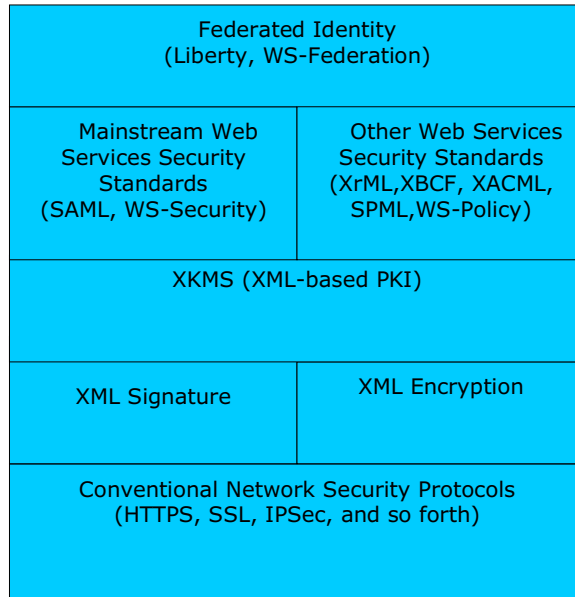 Federated Identity
(Liberty, WS-Federation)
Mainstream Web
Services Security
Standards
(SAML, WS-Security)
Other Web Services
Security Standards
(XrML,XBCF, XACML,
SPML,WS-Policy)
XKMS (XML-based PKI)
XML Signature
XML Encryption
Conventional Network Security Protocols
(HTTPS, SSL, IPSec, and so forth)